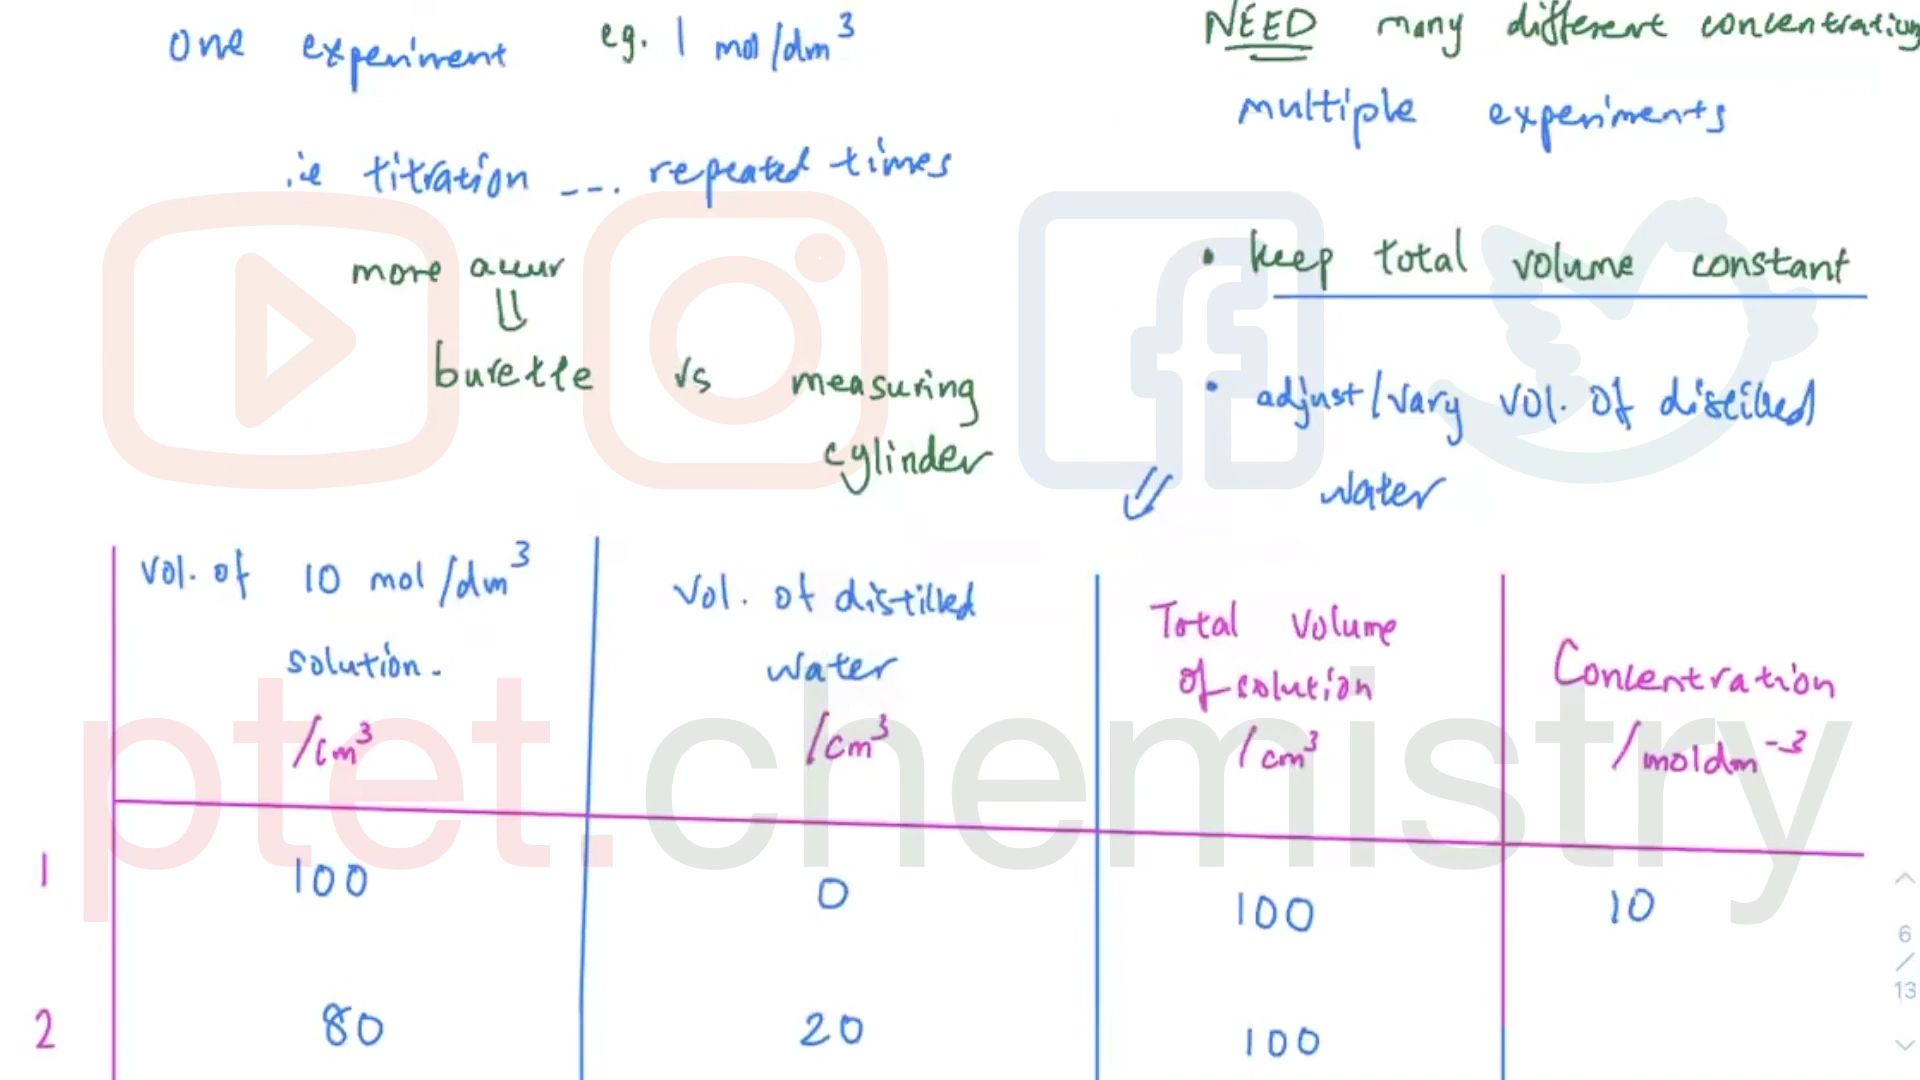 one experiment eg. 1 mol/dm³
i.e titration ---. repeated times
more accur
burette vs measuring
cylinder
NEED many different concentrations
multiple experiments
• keep total volume constant
• adjust/vary vol. of distilled
water
vol. of 10 mol/dm³
solution.
/cm³
Vol. of distilled
water
/cm³
Total volume
of solution
/cm³
Concentration
/moldm⁻³
1 100 0 100 10
2 80 20 100
ptet.chemistry
6
/
13